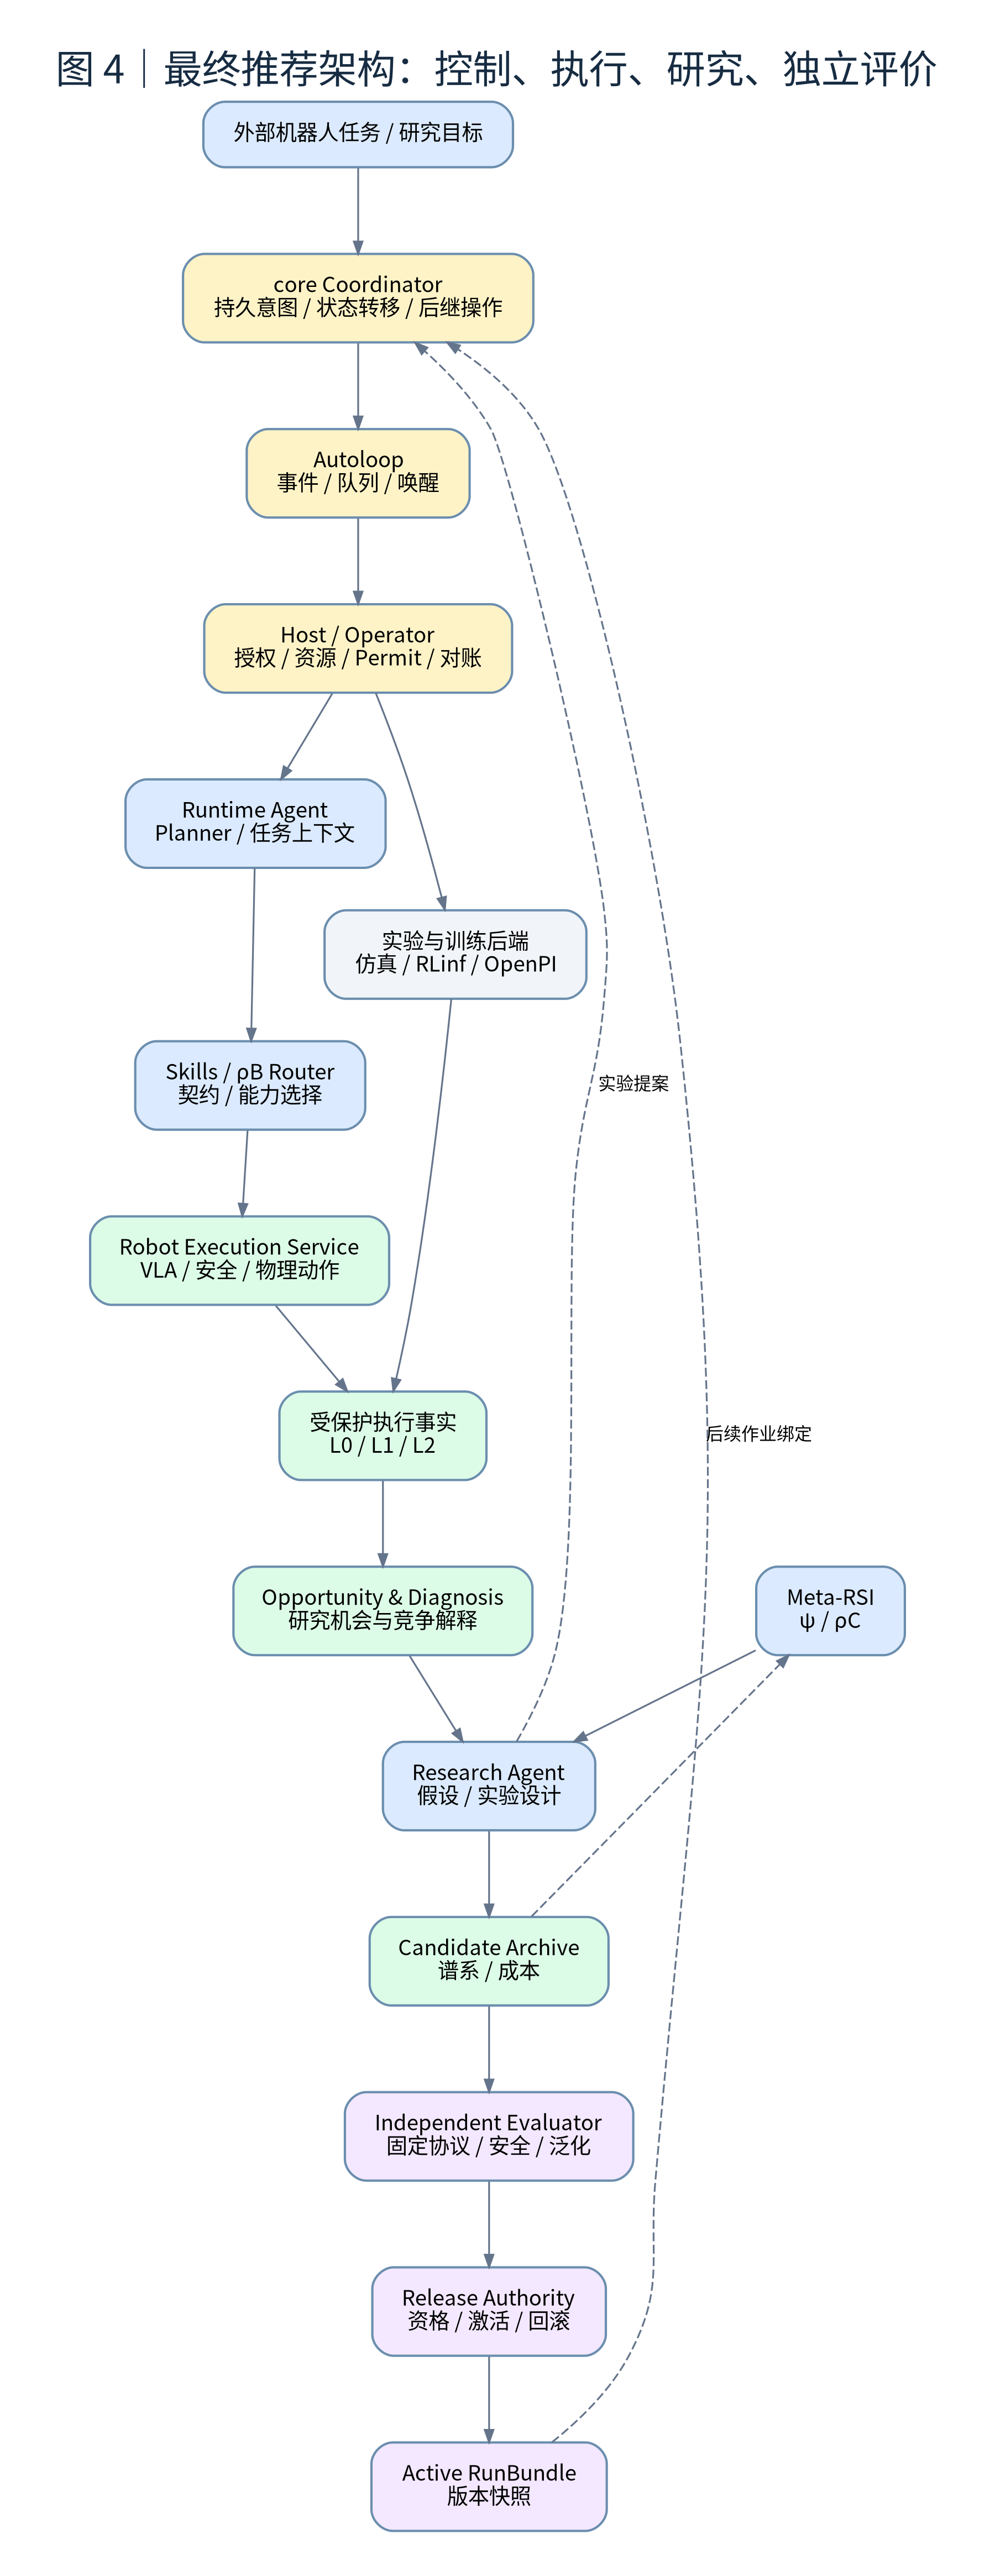 图 4｜最终推荐架构：控制、执行、研究、独立评价
外部机器人任务 / 研究目标
core Coordinator
持久意图 / 状态转移 / 后继操作
Autoloop
事件 / 队列 / 唤醒
Host / Operator
授权 / 资源 / Permit / 对账
Runtime Agent
Planner / 任务上下文
实验与训练后端
仿真 / RLinf / OpenPI
Skills / ρB Router
契约 / 能力选择
实验提案
Robot Execution Service
VLA / 安全 / 物理动作
受保护执行事实
L0 / L1 / L2
后续作业绑定
Opportunity & Diagnosis
研究机会与竞争解释
Meta-RSI
ψ / ρC
Research Agent
假设 / 实验设计
Candidate Archive
谱系 / 成本
Independent Evaluator
固定协议 / 安全 / 泛化
Release Authority
资格 / 激活 / 回滚
Active RunBundle
版本快照